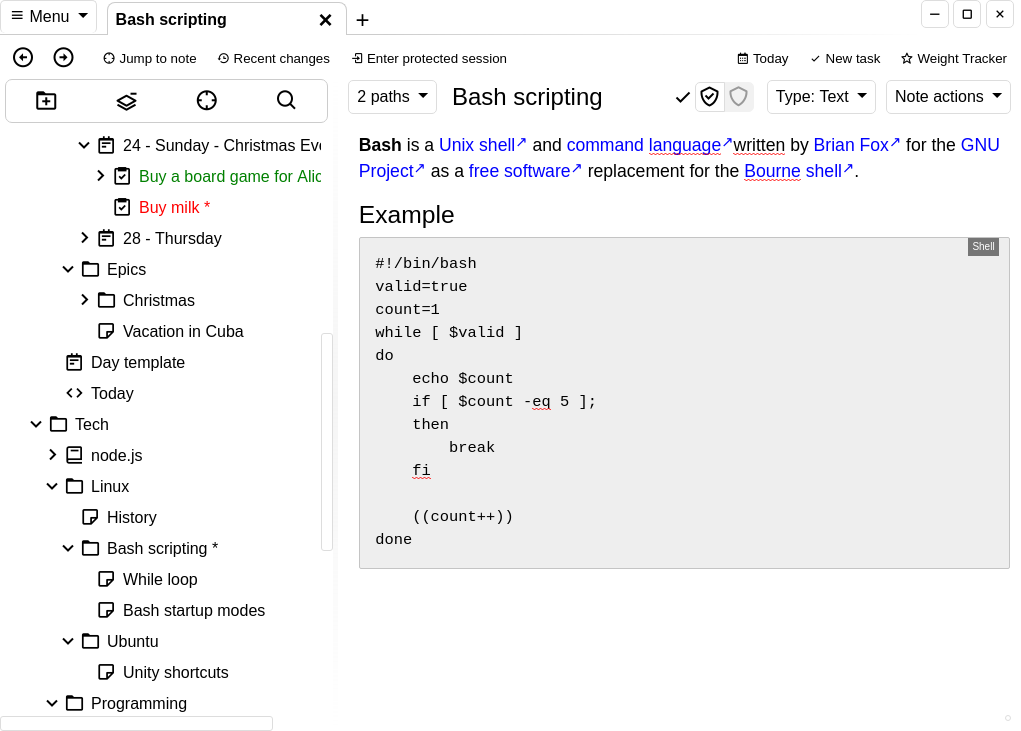 Menu
Bash scripting
Jump to note
Recent changes
Enter protected session
Today
New task
Weight Tracker
2 paths
Bash scripting
Type: Text
Note actions
24 - Sunday - Christmas Eve
Buy a board game for Alic
Buy milk *
28 - Thursday
Epics
Christmas
Vacation in Cuba
Day template
Today
Tech
node.js
Linux
History
Bash scripting *
While loop
Bash startup modes
Ubuntu
Unity shortcuts
Programming
Bash is a Unix shell and command language written by Brian Fox for the GNU
Project as a free software replacement for the Bourne shell.
Example
Shell
#!/bin/bash
valid=true
count=1
while [ $valid ]
do
    echo $count
    if [ $count -eq 5 ];
    then
        break
    fi

    ((count++))
done